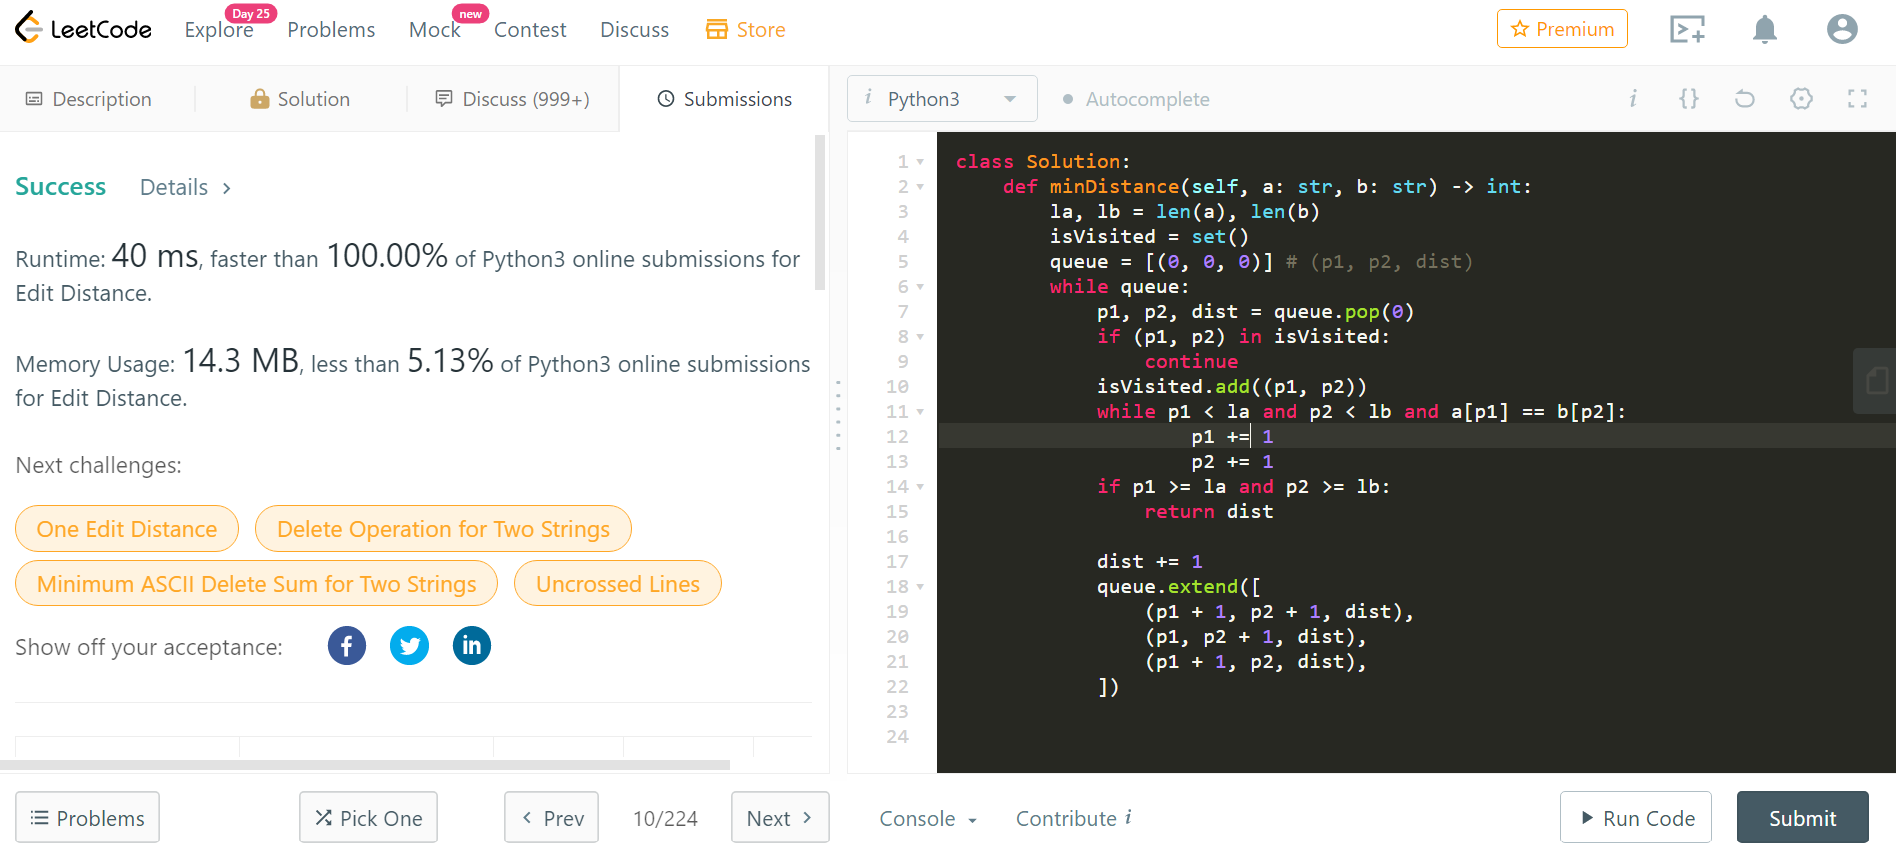 LeetCode Explore Day 25 Problems Mock new Contest Discuss Store Premium
Description Solution Discuss (999+) Submissions
Success Details >
Runtime: 40 ms, faster than 100.00% of Python3 online submissions for
Edit Distance.
Memory Usage: 14.3 MB, less than 5.13% of Python3 online submissions
for Edit Distance.
Next challenges:
One Edit Distance Delete Operation for Two Strings
Minimum ASCII Delete Sum for Two Strings Uncrossed Lines
Show off your acceptance: f in
Problems Pick One < Prev 10/224 Next >
i Python3 Autocomplete i {}
1 class Solution:
2 def minDistance(self, a: str, b: str) -> int:
3 la, lb = len(a), len(b)
4 isVisited = set()
5 queue = [(0, 0, 0)] # (p1, p2, dist)
6 while queue:
7 p1, p2, dist = queue.pop(0)
8 if (p1, p2) in isVisited:
9 continue
10 isVisited.add((p1, p2))
11 while p1 < la and p2 < lb and a[p1] == b[p2]:
12 p1 += 1
13 p2 += 1
14 if p1 >= la and p2 >= lb:
15 return dist
16
17 dist += 1
18 queue.extend([
19 (p1 + 1, p2 + 1, dist),
20 (p1, p2 + 1, dist),
21 (p1 + 1, p2, dist),
22 ])
23
24
Console Contribute i Run Code Submit